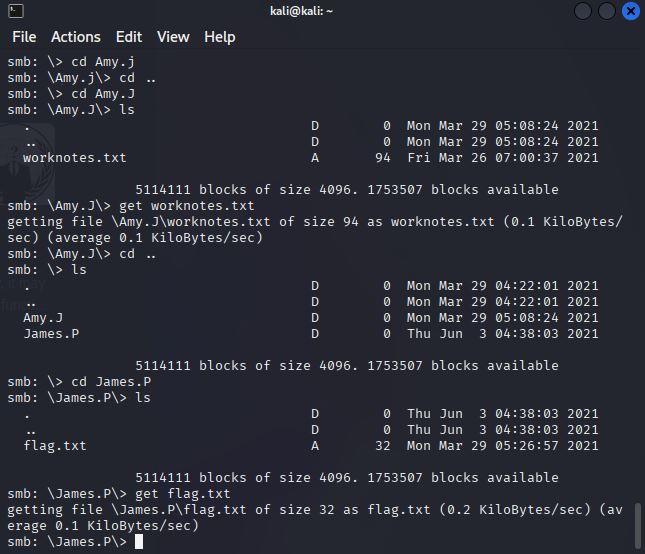 kali@kali: ~
File Actions Edit View Help
smb: \> cd Amy.j
smb: \Amy.j\> cd ..
smb: \> cd Amy.J
smb: \Amy.J\> ls
. D 0 Mon Mar 29 05:08:24 2021
.. D 0 Mon Mar 29 05:08:24 2021
worknotes.txt A 94 Fri Mar 26 07:00:37 2021
5114111 blocks of size 4096. 1753507 blocks available
smb: \Amy.J\> get worknotes.txt
getting file \Amy.J\worknotes.txt of size 94 as worknotes.txt (0.1 KiloBytes/
sec) (average 0.1 KiloBytes/sec)
smb: \Amy.J\> cd ..
smb: \> ls
. D 0 Mon Mar 29 04:22:01 2021
.. D 0 Mon Mar 29 04:22:01 2021
Amy.J D 0 Mon Mar 29 05:08:24 2021
James.P D 0 Thu Jun 3 04:38:03 2021
5114111 blocks of size 4096. 1753507 blocks available
smb: \> cd James.P
smb: \James.P\> ls
. D 0 Thu Jun 3 04:38:03 2021
.. D 0 Thu Jun 3 04:38:03 2021
flag.txt A 32 Mon Mar 29 05:26:57 2021
5114111 blocks of size 4096. 1753507 blocks available
smb: \James.P\> get flag.txt
getting file \James.P\flag.txt of size 32 as flag.txt (0.2 KiloBytes/sec) (av
erage 0.1 KiloBytes/sec)
smb: \James.P\>